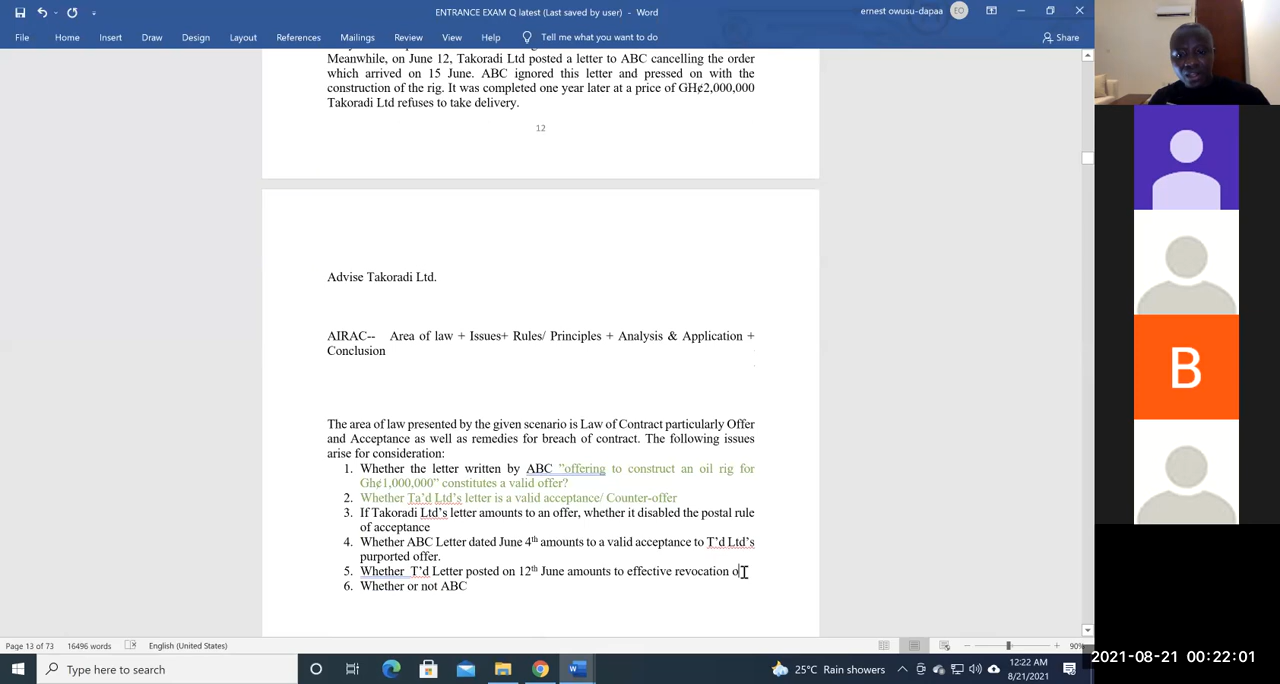 ENTRANCE EXAM Q latest (Last saved by user) - Word
ernest owusu-dapaa
EO
File Home Insert Draw Design Layout References Mailings Review View Help Tell me what you want to do
Share
Meanwhile, on June 12, Takoradi Ltd posted a letter to ABC cancelling the order
which arrived on 15 June. ABC ignored this letter and pressed on with the
construction of the rig. It was completed one year later at a price of GH¢2,000,000
Takoradi Ltd refuses to take delivery.
12
Advise Takoradi Ltd.
AIRAC-- Area of law + Issues+ Rules/ Principles + Analysis & Application +
Conclusion
The area of law presented by the given scenario is Law of Contract particularly Offer
and Acceptance as well as remedies for breach of contract. The following issues
arise for consideration:
1. Whether the letter written by ABC ”offering to construct an oil rig for
Gh¢1,000,000” constitutes a valid offer?
2. Whether Ta’d Ltd’s letter is a valid acceptance/ Counter-offer
3. If Takoradi Ltd’s letter amounts to an offer, whether it disabled the postal rule
of acceptance
4. Whether ABC Letter dated June 4th amounts to a valid acceptance to T’d Ltd’s
purported offer.
5. Whether T’d Letter posted on 12th June amounts to effective revocation o
6. Whether or not ABC
B
Page 13 of 73 16496 words English (United States)
90%
Type here to search
25°C Rain showers
12:22 AM
8/21/2021
2021-08-21 00:22:01